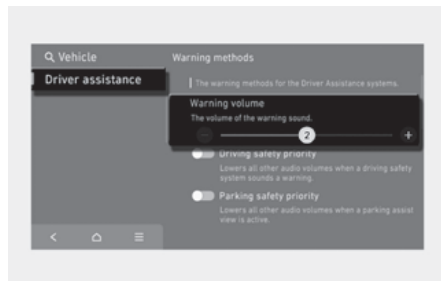 Vehicle
Warning methods
Driver assistance
The warning methods for the Driver Assistance systems.
Warning volume
The volume of the warning sound.
2
Driving safety priority
Lowers all other audio volumes when a driving safety
system sounds a warning.
Parking safety priority
Lowers all other audio volumes when a parking assist
view is active.